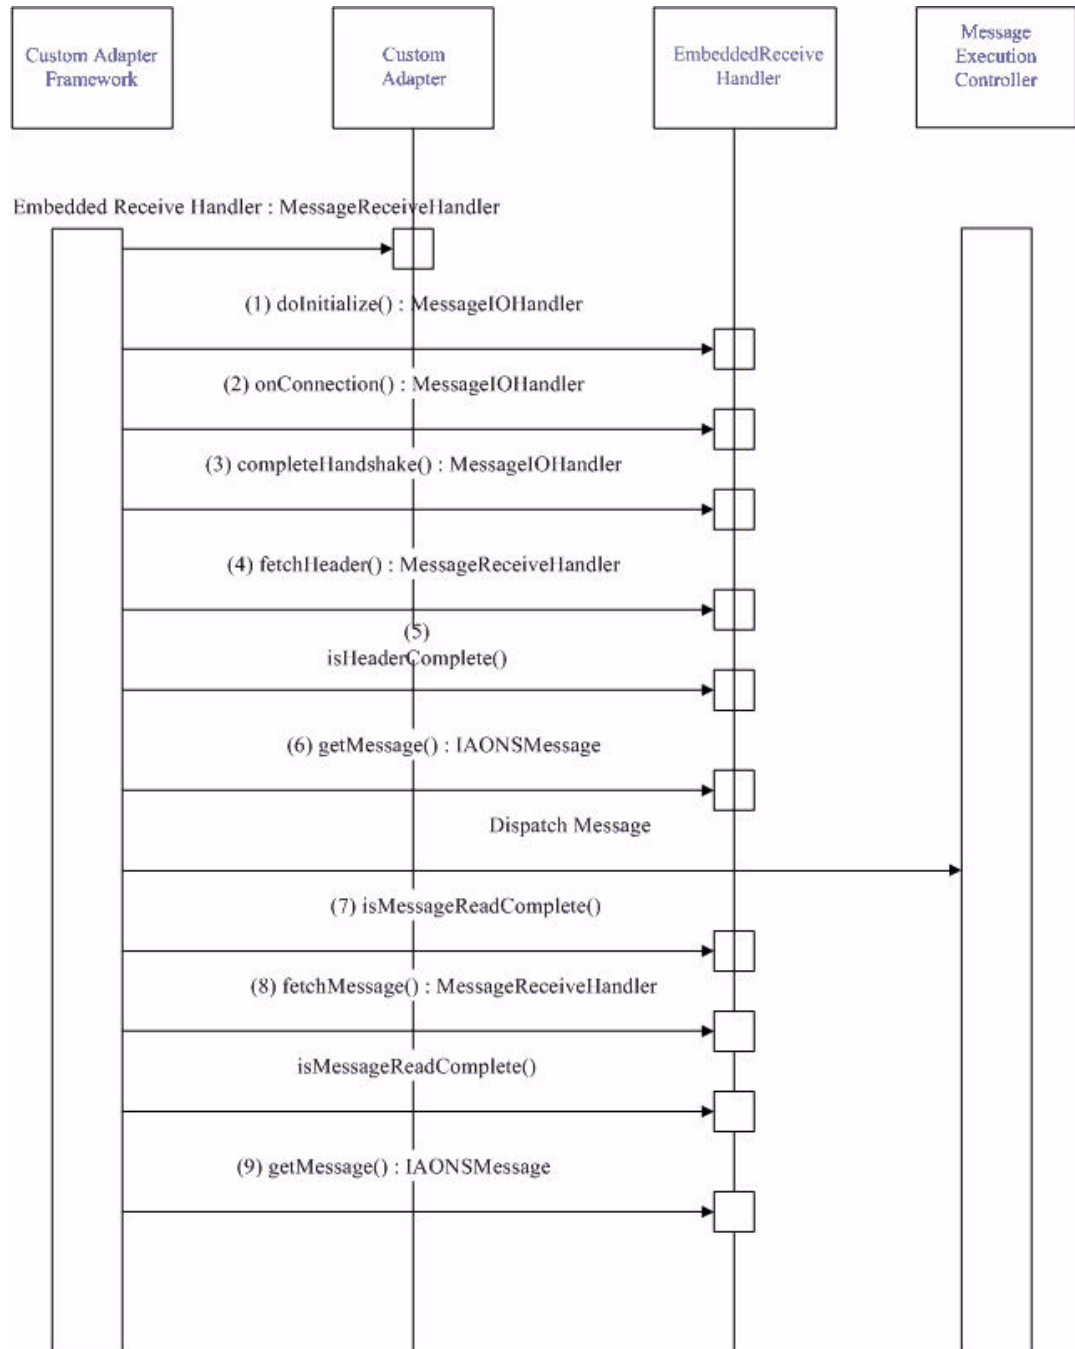 Custom Adapter
Framework
Custom
Adapter
EmbeddedReceive
Handler
Message
Execution
Controller
Embedded Receive Handler : MessageReceiveHandler
(1) doInitialize() : MessageIOHandler
(2) onConnection() : MessageIOHandler
(3) completeHandshake() : MessageIOHandler
(4) fetchHeader() : MessageReceiveHandler
(5)
isHeaderComplete()
(6) getMessage() : IAONSMessage
Dispatch Message
(7) isMessageReadComplete()
(8) fetchMessage() : MessageReceiveHandler
isMessageReadComplete()
(9) getMessage() : IAONSMessage